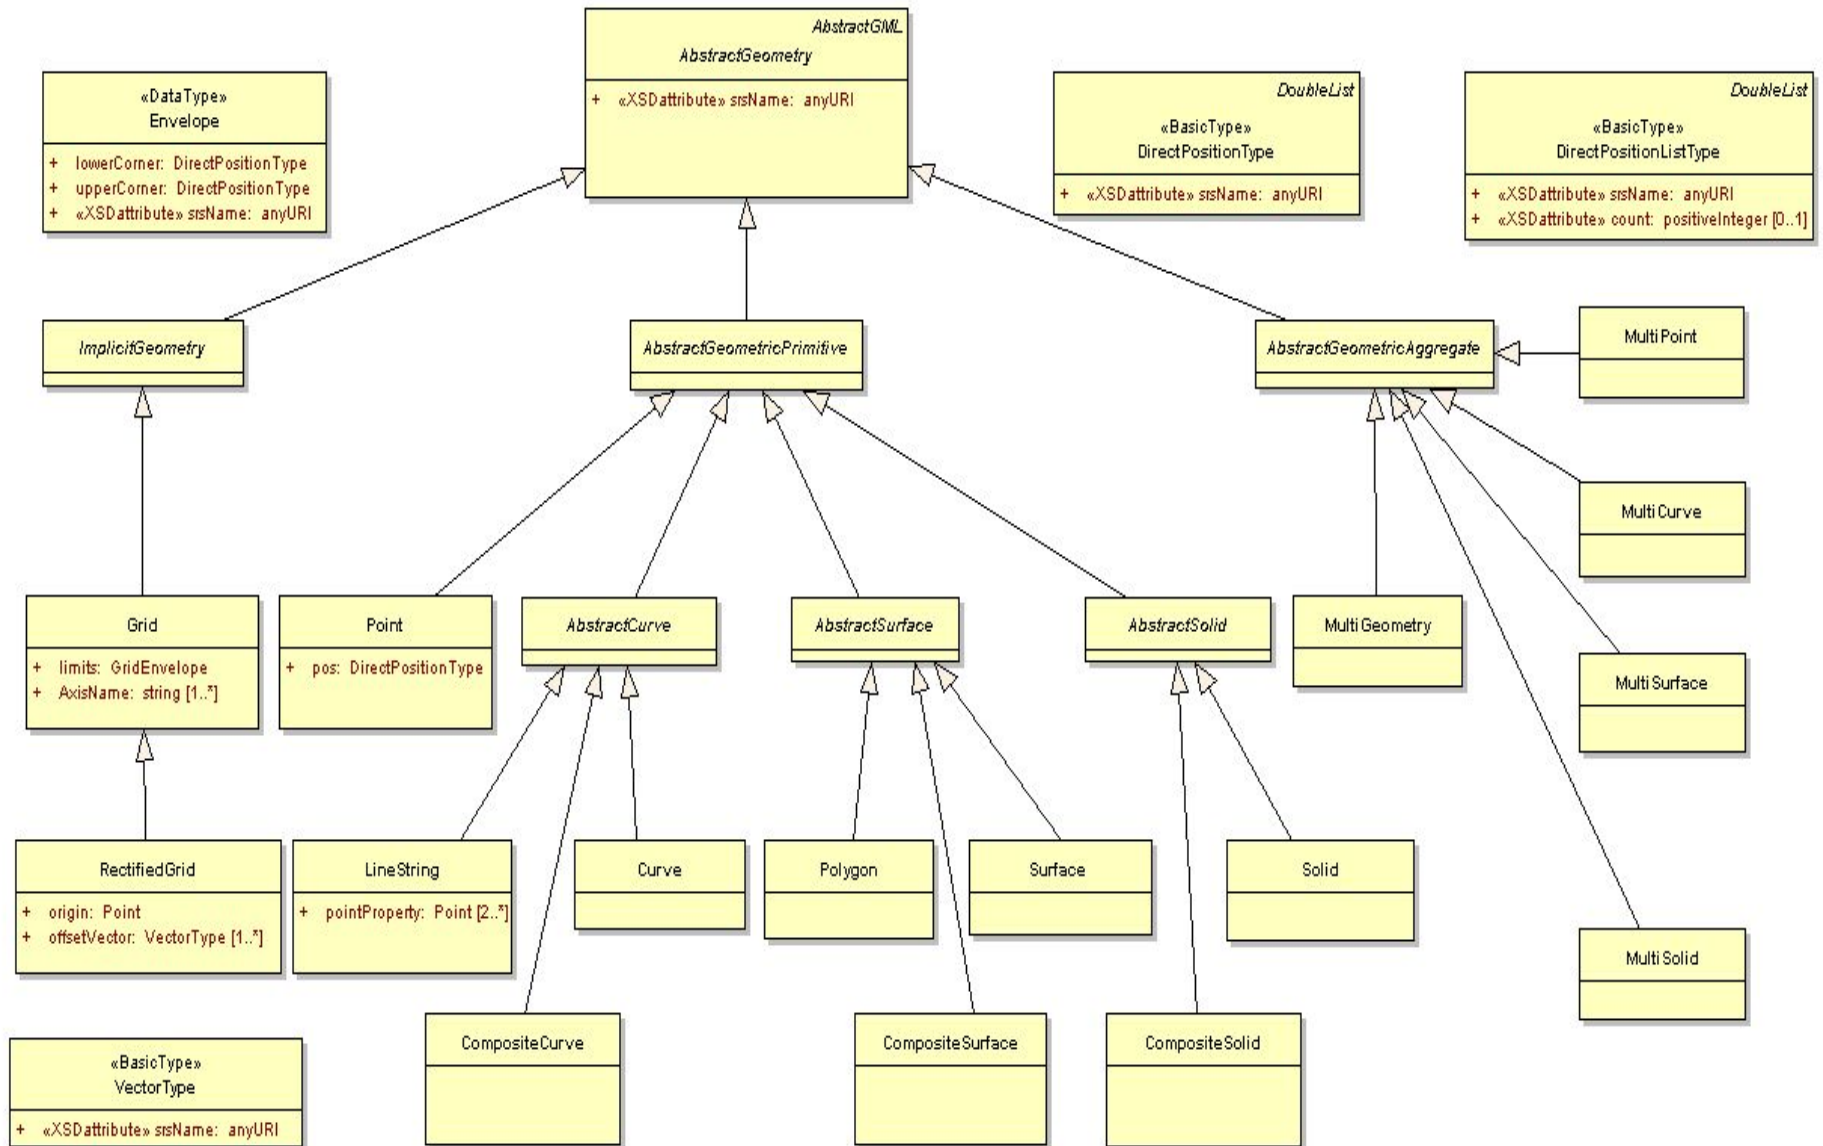 AbstractGML
AbstractGeometry
+ «XSDattribute» srsName: anyURI
«DataType»
Envelope
+ lowerCorner: DirectPositionType
+ upperCorner: DirectPositionType
+ «XSDattribute» srsName: anyURI
DoubleList
«BasicType»
DirectPositionType
+ «XSDattribute» srsName: anyURI
DoubleList
«BasicType»
DirectPositionListType
+ «XSDattribute» srsName: anyURI
+ «XSDattribute» count: positiveInteger [0..1]
ImplicitGeometry
AbstractGeometricPrimitive
AbstractGeometricAggregate
MultiPoint
MultiCurve
Grid
+ limits: GridEnvelope
+ AxisName: string [1..*]
Point
+ pos: DirectPositionType
AbstractCurve
AbstractSurface
AbstractSolid
MultiGeometry
MultiSurface
RectifiedGrid
+ origin: Point
+ offsetVector: VectorType [1..*]
LineString
+ pointProperty: Point [2..*]
Curve
Polygon
Surface
Solid
MultiSolid
CompositeCurve
CompositeSurface
CompositeSolid
«BasicType»
VectorType
+ «XSDattribute» srsName: anyURI